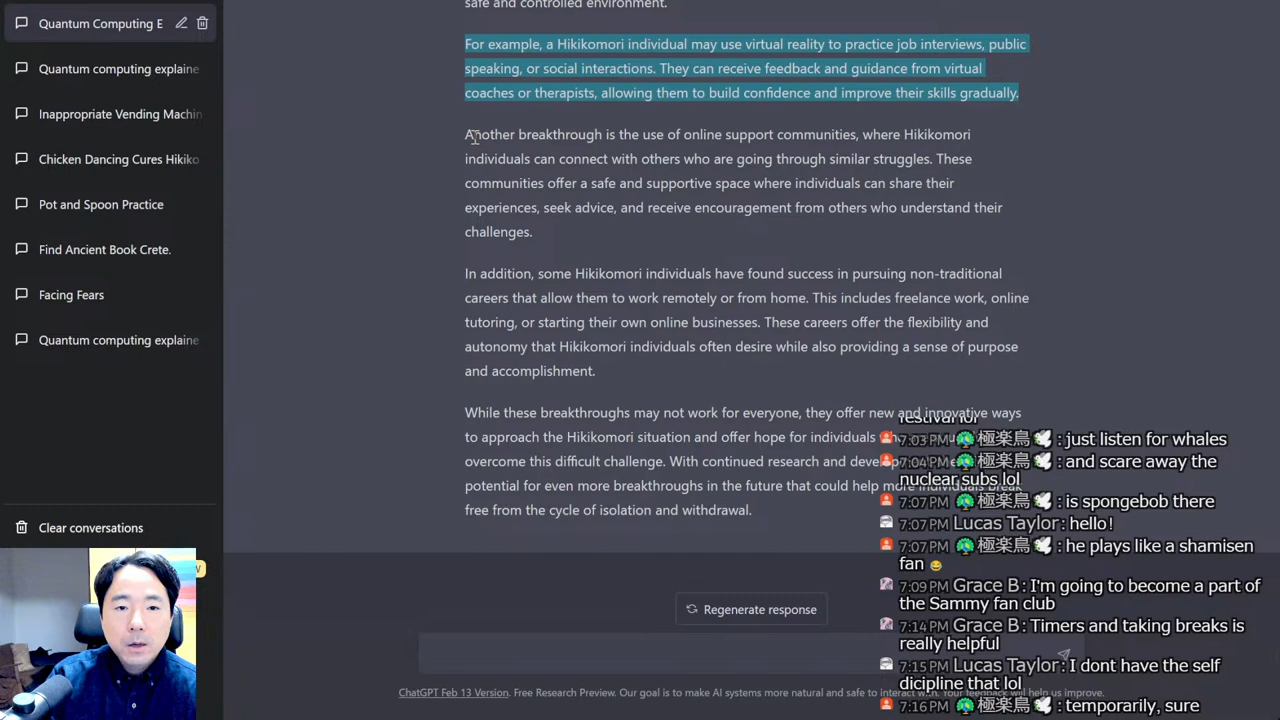 Quantum Computing E
Quantum computing explaine
Inappropriate Vending Machin
Chicken Dancing Cures Hikiko
Pot and Spoon Practice
Find Ancient Book Crete.
Facing Fears
Quantum computing explaine
Clear conversations
safe and controlled environment.
For example, a Hikikomori individual may use virtual reality to practice job interviews, public
speaking, or social interactions. They can receive feedback and guidance from virtual
coaches or therapists, allowing them to build confidence and improve their skills gradually.
Another breakthrough is the use of online support communities, where Hikikomori
individuals can connect with others who are going through similar struggles. These
communities offer a safe and supportive space where individuals can share their
experiences, seek advice, and receive encouragement from others who understand their
challenges.
In addition, some Hikikomori individuals have found success in pursuing non-traditional
careers that allow them to work remotely or from home. This includes freelance work, online
tutoring, or starting their own online businesses. These careers offer the flexibility and
autonomy that Hikikomori individuals often desire while also providing a sense of purpose
and accomplishment.
While these breakthroughs may not work for everyone, they offer new and innovative ways
to approach the Hikikomori situation and offer hope for individuals
overcome this difficult challenge. With continued research and
potential for even more breakthroughs in the future that could help more individuals break
free from the cycle of isolation and withdrawal.
Regenerate response
ChatGPT Feb 13 Version. Free Research Preview. Our goal is to make AI systems more natural and safe to interact with. Your feedback will help us improve.
7:03 PM 極楽鳥 : just listen for whales
7:04 PM 極楽鳥 : and scare away the
nuclear subs lol
7:07 PM 極楽鳥 : is spongebob there
7:07 PM Lucas Taylor : hello!
7:07 PM 極楽鳥 : he plays like a shamisen
fan 😂
7:09 PM Grace B : I'm going to become a part of
the Sammy fan club
7:14 PM Grace B : Timers and taking breaks is
really helpful
7:15 PM Lucas Taylor : I dont have the self
dicipline that lol
7:16 PM 極楽鳥 : temporarily, sure